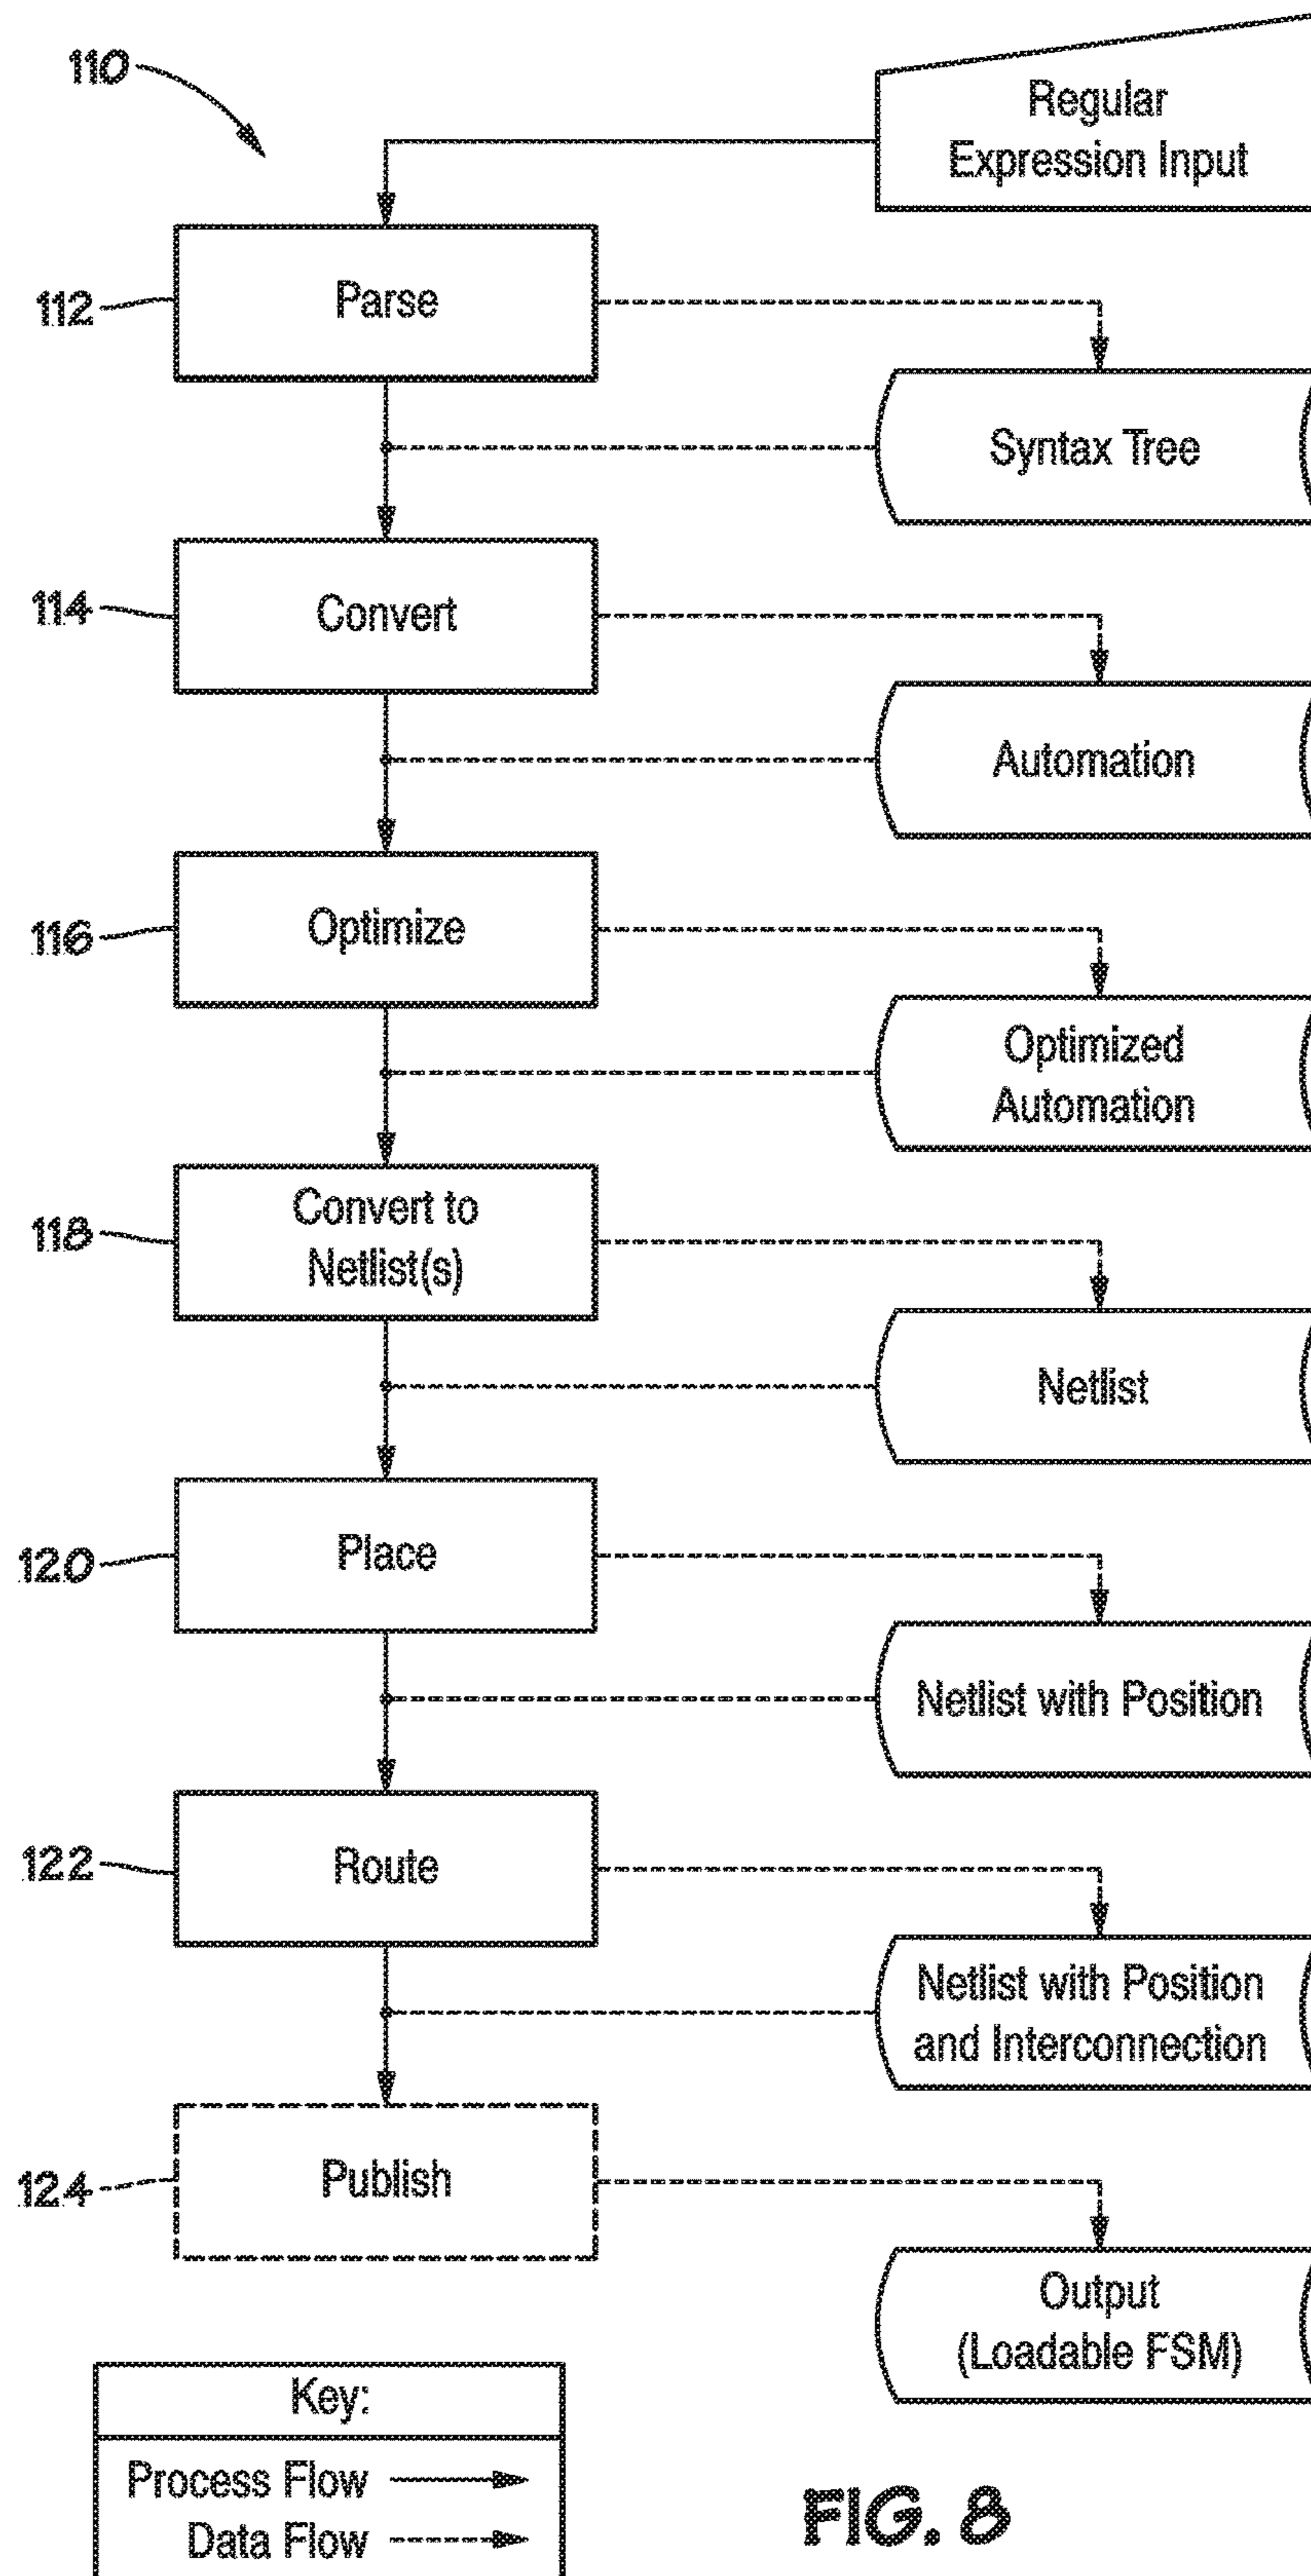 110
Regular
Expression Input
112
Parse
Syntax Tree
114
Convert
Automation
116
Optimize
Optimized
Automation
118
Convert to
Netlist(s)
Netlist
120
Place
Netlist with Position
122
Route
Netlist with Position
and Interconnection
124
Publish
Output
(Loadable FSM)
Key:
Process Flow
Data Flow
FIG. 8